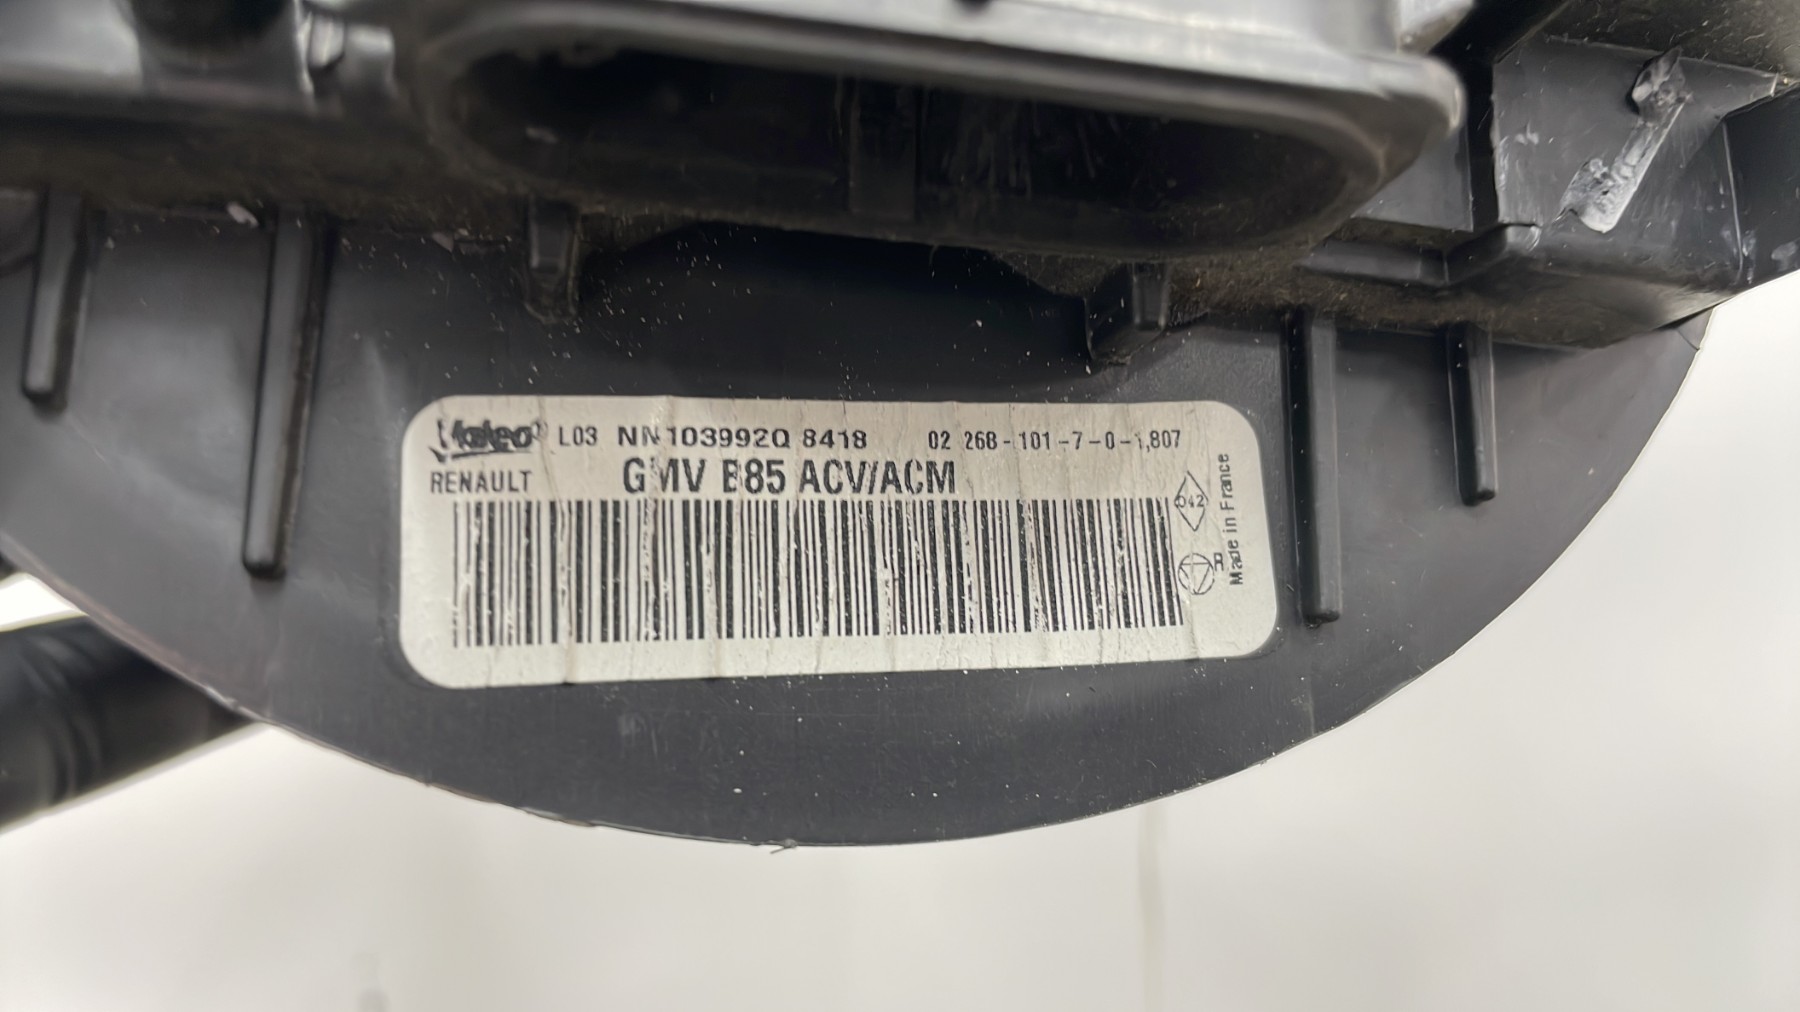 Valeo L03 NN103992Q 8418 02 268-101-7-0-1,807
RENAULT GMV B85 ACV/ACM
042
R
Made in France